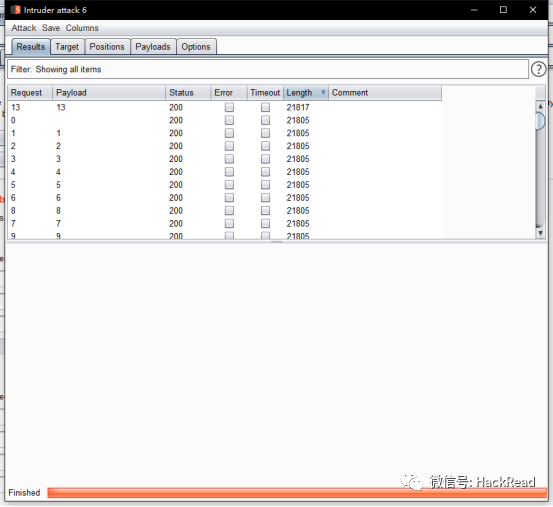 Intruder attack 6
Attack Save Columns
Results Target Positions Payloads Options
Filter: Showing all items ?
Request Payload Status Error Timeout Length Comment
13 13 200 21817
0 200 21805
1 1 200 21805
2 2 200 21805
3 3 200 21805
4 4 200 21805
5 5 200 21805
6 6 200 21805
8 8 200 21805
7 7 200 21805
9 9 200 21805
微信号: HackRead
Finished